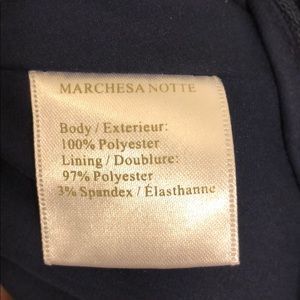 MARCHESA NOTTE
Body / Exterieur:
100% Polyester
Lining / Doublure:
97% Polyester
3% Spandex / Élasthanne